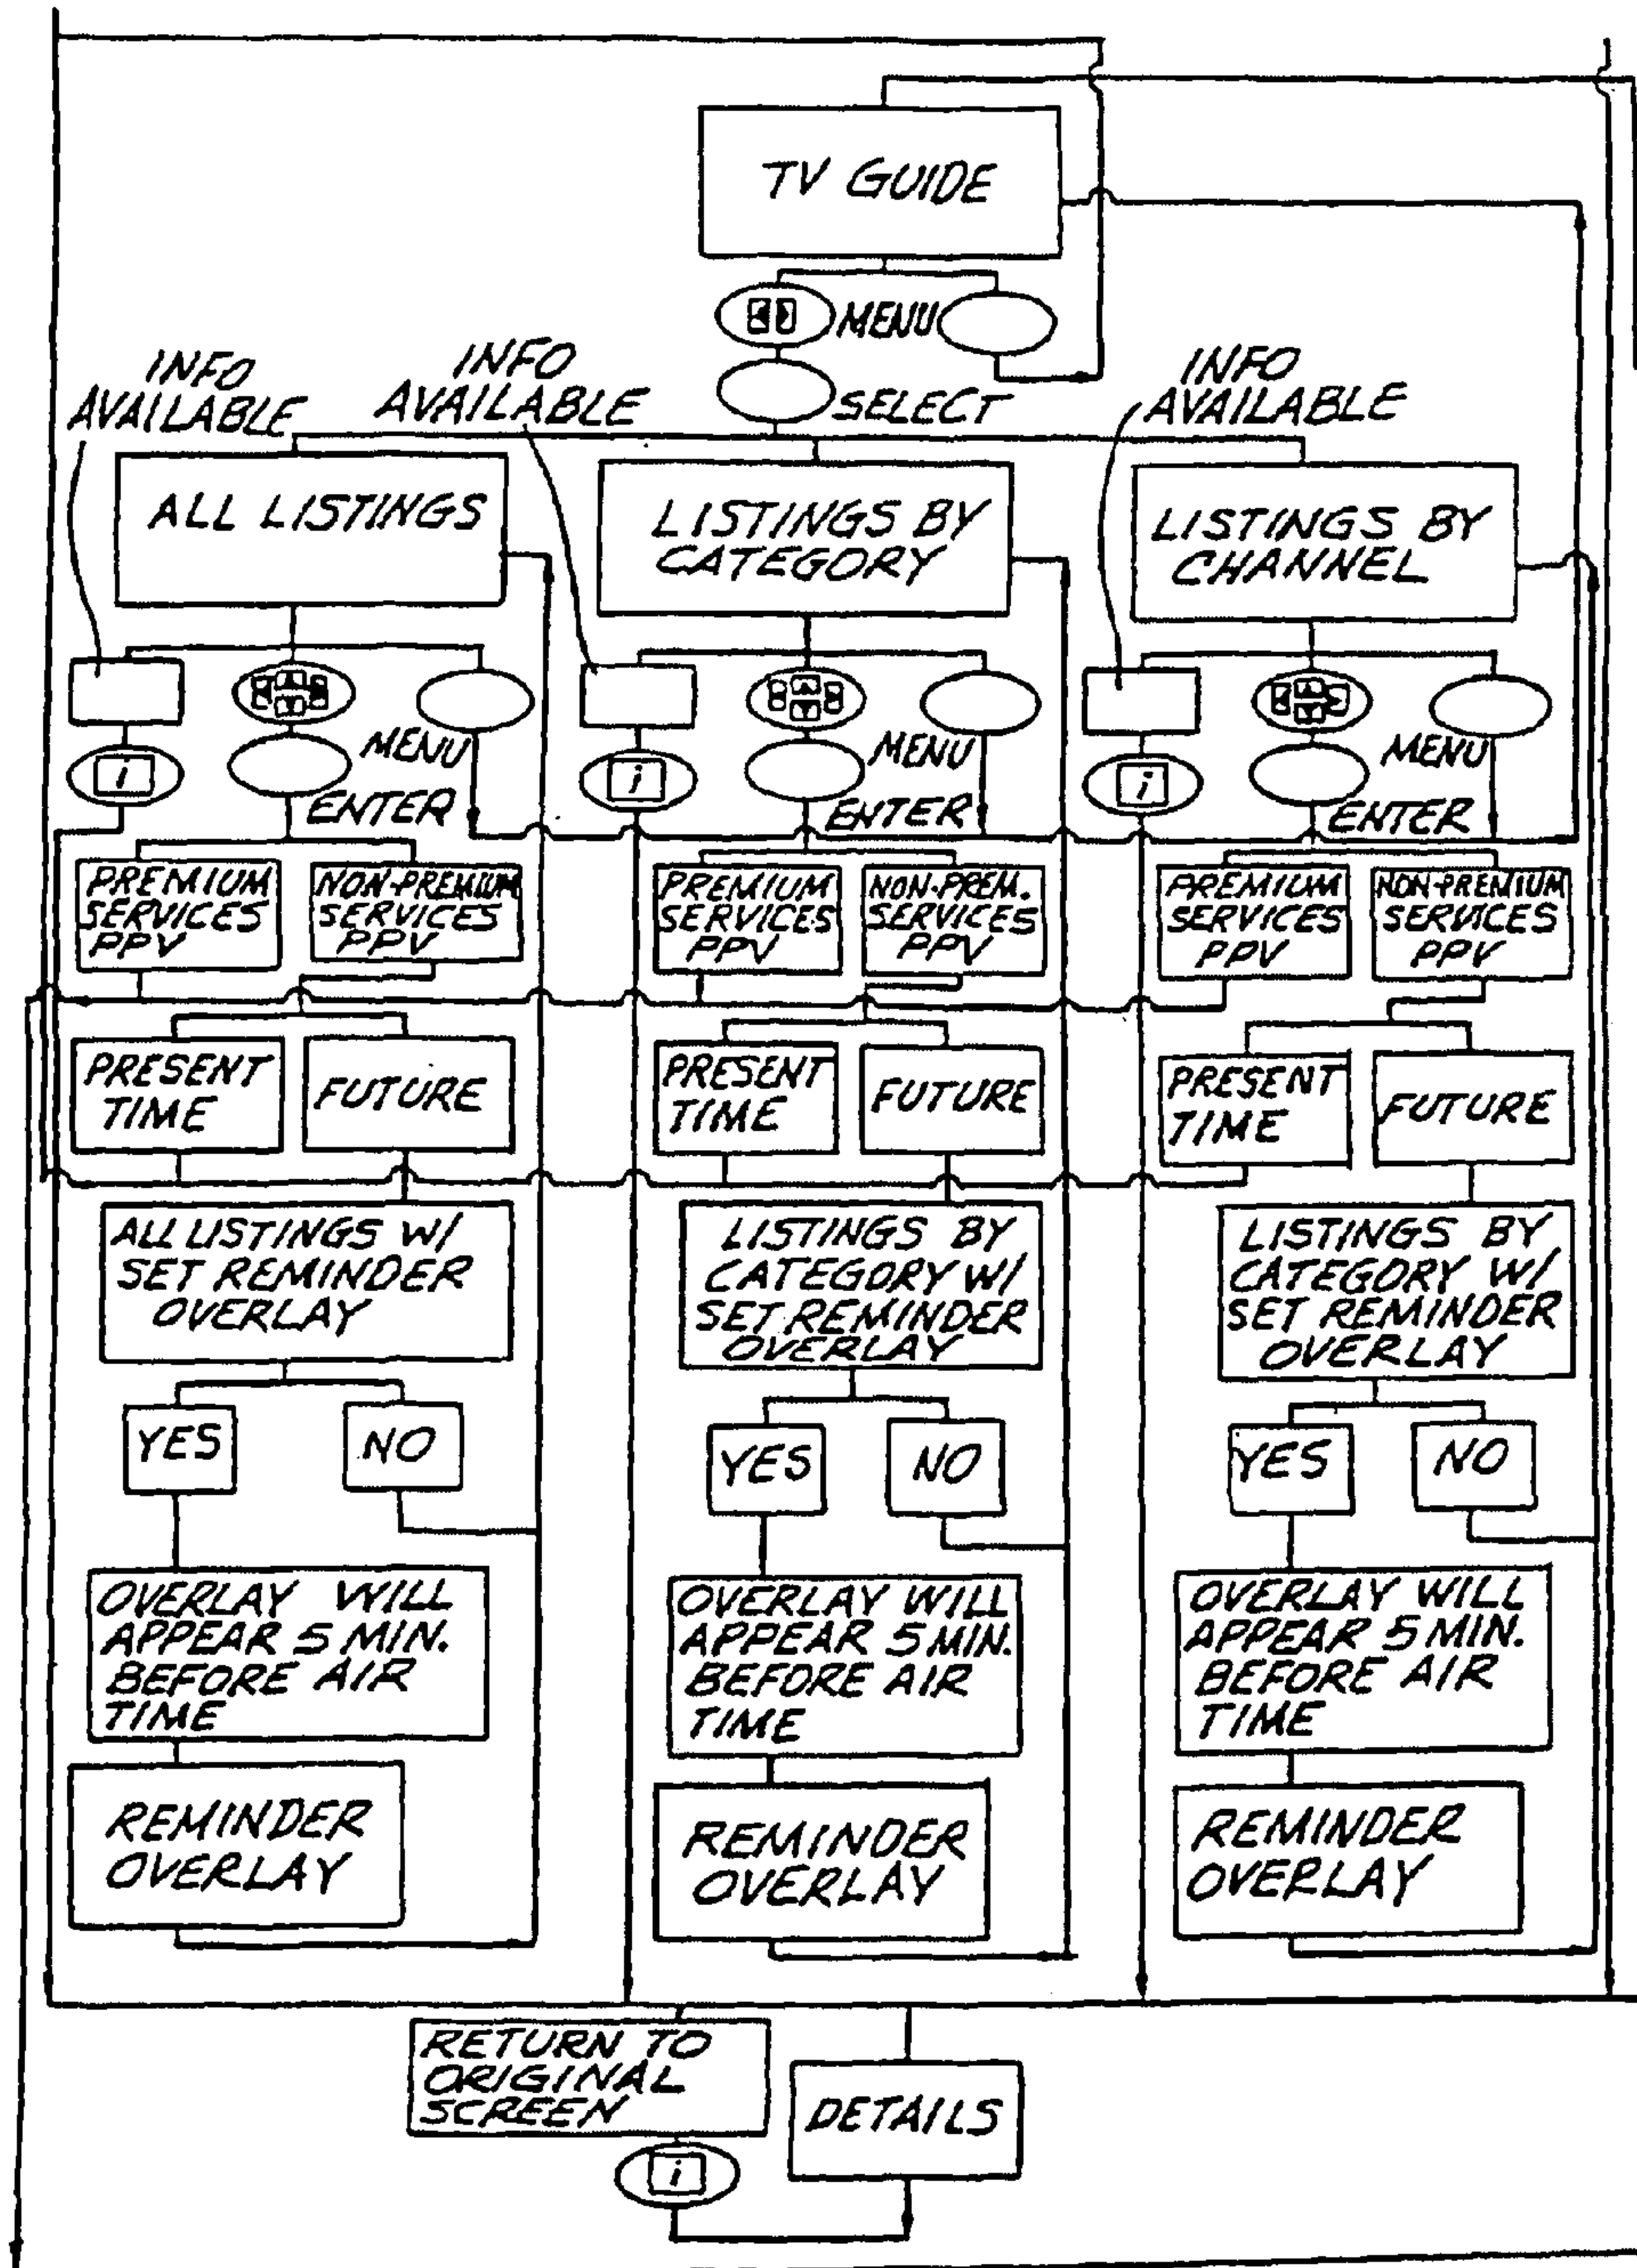 TV GUIDE
MENU
SELECT
INFO
AVAILABLE
INFO
AVAILABLE
INFO
AVAILABLE
ALL LISTINGS
LISTINGS BY
CATEGORY
LISTINGS BY
CHANNEL
MENU
MENU
MENU
i
i
i
ENTER
ENTER
ENTER
PREMIUM
SERVICES
PPV
NON-PREMIUM
SERVICES
PPV
PREMIUM
SERVICES
PPV
NON-PREM.
SERVICES
PPV
PREMIUM
SERVICES
PPV
NON-PREMIUM
SERVICES
PPV
PRESENT
TIME
FUTURE
PRESENT
TIME
FUTURE
PRESENT
TIME
FUTURE
ALL LISTINGS W/
SET REMINDER
OVERLAY
LISTINGS BY
CATEGORY W/
SET REMINDER
OVERLAY
LISTINGS BY
CATEGORY W/
SET REMINDER
OVERLAY
YES
NO
YES
NO
YES
NO
OVERLAY WILL
APPEAR 5 MIN.
BEFORE AIR
TIME
OVERLAY WILL
APPEAR 5 MIN.
BEFORE AIR
TIME
OVERLAY WILL
APPEAR 5 MIN.
BEFORE AIR
TIME
REMINDER
OVERLAY
REMINDER
OVERLAY
REMINDER
OVERLAY
RETURN TO
ORIGINAL
SCREEN
DETAILS
i